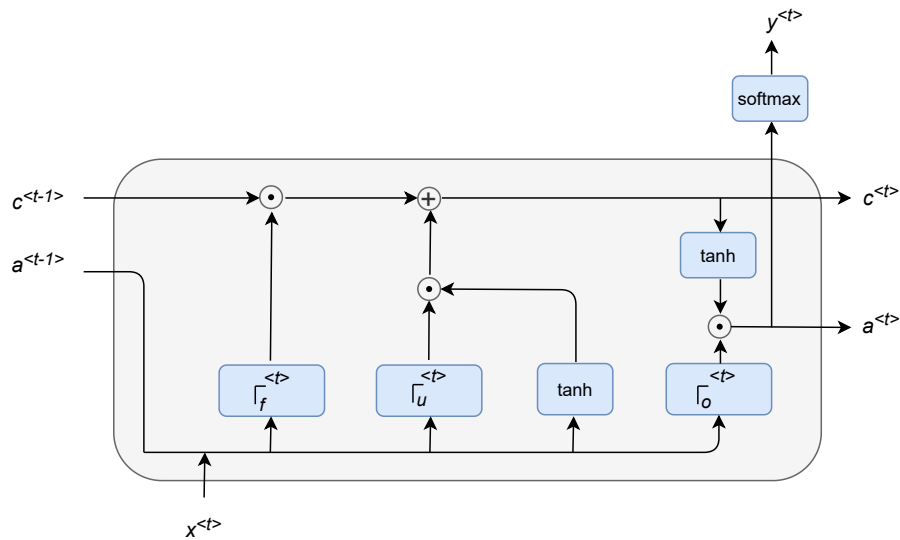 y<t>
softmax
c<t-1>
c<t>
tanh
a<t-1>
a<t>
Γf<t>
Γu<t>
tanh
Γo<t>
x<t>